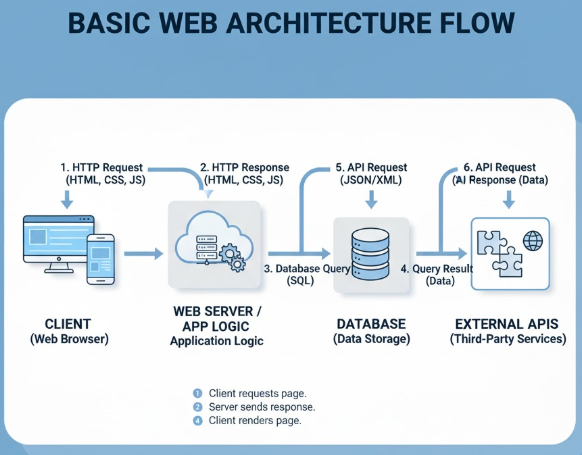 BASIC WEB ARCHITECTURE FLOW
1. HTTP Request
(HTML, CSS, JS)
2. HTTP Response
(HTML, CSS, JS)
5. API Request
(JSON/XML)
6. API Request
(AI Response (Data)
3. Database Query
(SQL)
4. Query Result
(Data)
CLIENT
(Web Browser)
WEB SERVER /
APP LOGIC
Application Logic
DATABASE
(Data Storage)
EXTERNAL APIS
(Third-Party Services)
1 Client requests page.
2 Server sends response.
4 Client renders page.